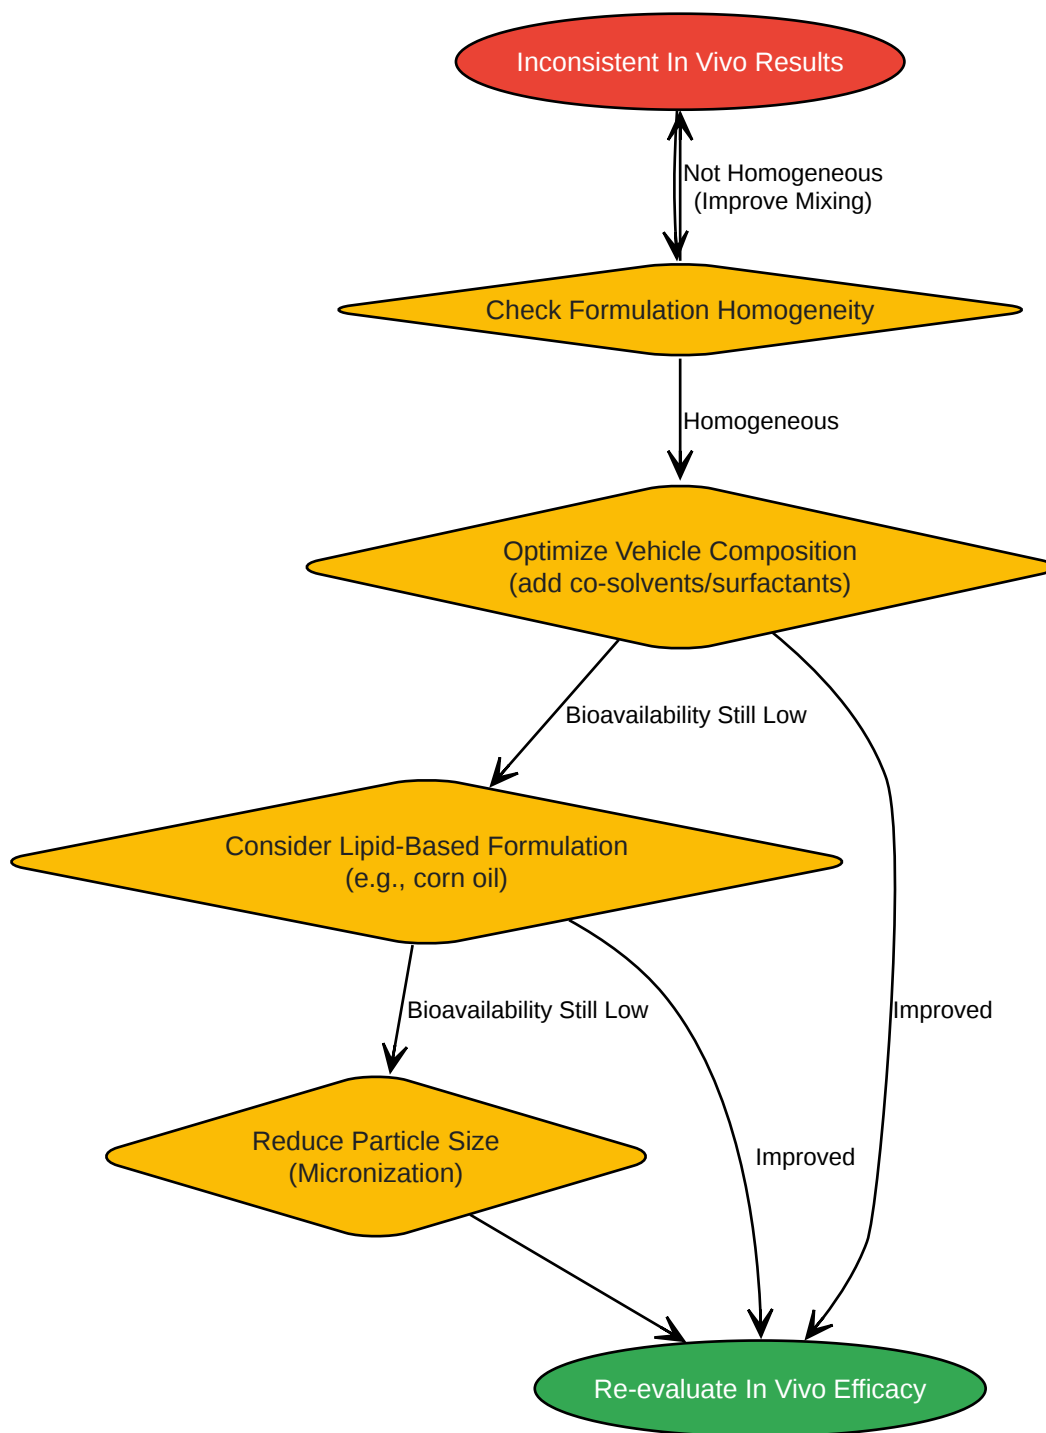 Inconsistent In Vivo Results
Not Homogeneous
(Improve Mixing)
Check Formulation Homogeneity
Homogeneous
Optimize Vehicle Composition
(add co-solvents/surfactants)
Bioavailability Still Low
Consider Lipid-Based Formulation
(e.g., corn oil)
Bioavailability Still Low
Improved
Reduce Particle Size
(Micronization)
Improved
Re-evaluate In Vivo Efficacy